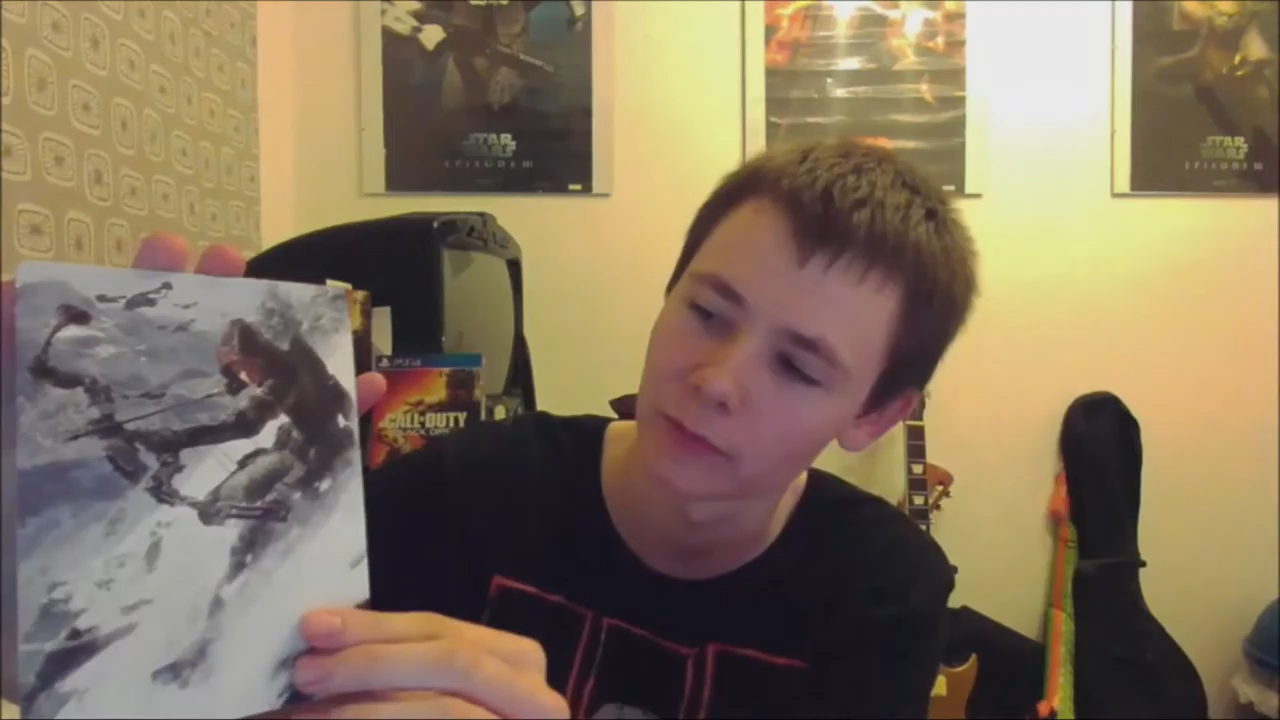 STAR
WARS
EPISODE III
STAR
WARS
EPISODE III
PS4
CALL OF DUTY
BLACK OPS